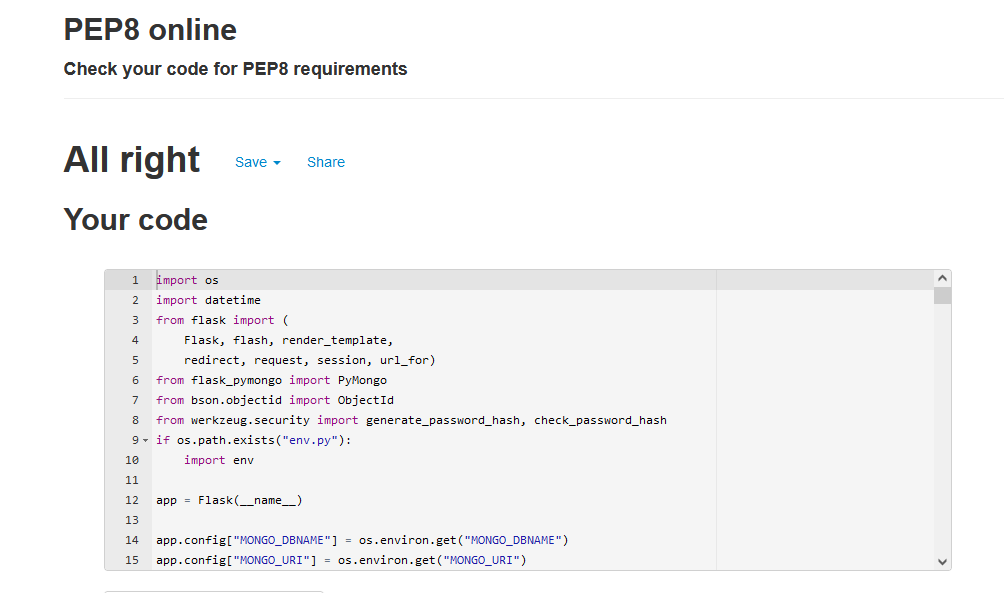 PEP8 online
Check your code for PEP8 requirements
All right Save Share
Your code
1 import os
2 import datetime
3 from flask import (
4     Flask, flash, render_template,
5     redirect, request, session, url_for)
6 from flask_pymongo import PyMongo
7 from bson.objectid import ObjectId
8 from werkzeug.security import generate_password_hash, check_password_hash
9 if os.path.exists("env.py"):
10     import env
11
12 app = Flask(__name__)
13
14 app.config["MONGO_DBNAME"] = os.environ.get("MONGO_DBNAME")
15 app.config["MONGO_URI"] = os.environ.get("MONGO_URI")